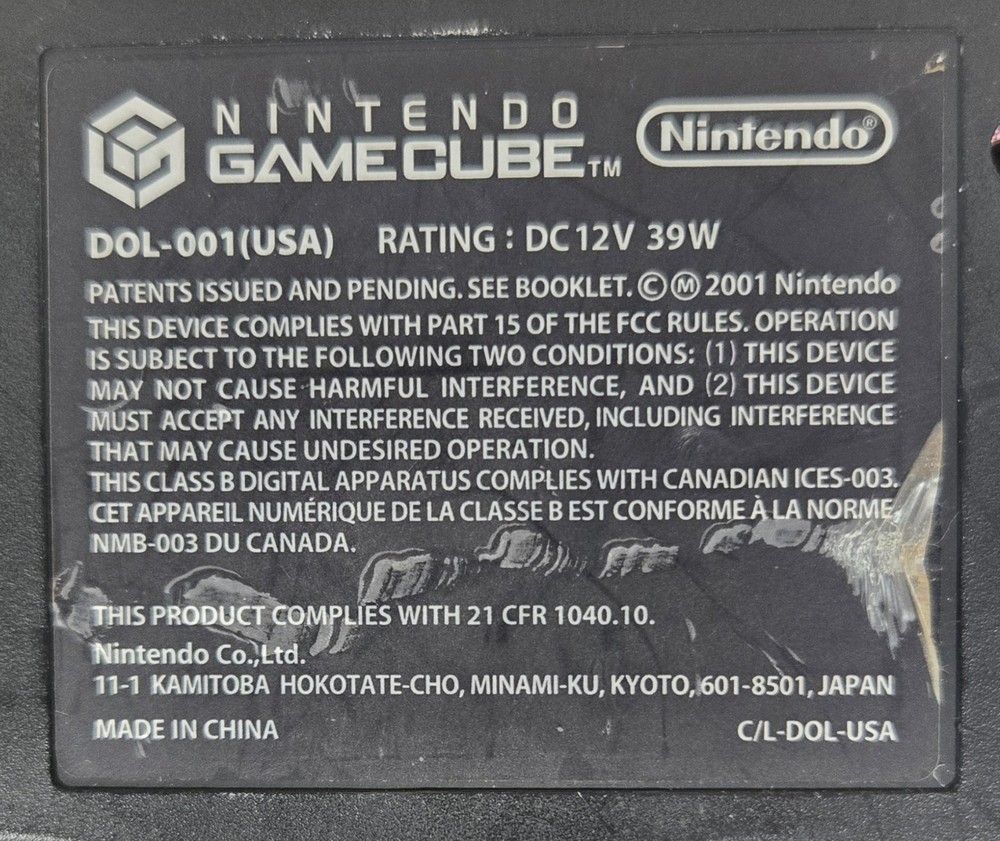 NINTENDO
GAMECUBE™ Nintendo®
DOL-001(USA) RATING : DC 12V 39W
PATENTS ISSUED AND PENDING. SEE BOOKLET. ©Ⓜ 2001 Nintendo
THIS DEVICE COMPLIES WITH PART 15 OF THE FCC RULES. OPERATION
IS SUBJECT TO THE FOLLOWING TWO CONDITIONS: (1) THIS DEVICE
MAY NOT CAUSE HARMFUL INTERFERENCE, AND (2) THIS DEVICE
MUST ACCEPT ANY INTERFERENCE RECEIVED, INCLUDING INTERFERENCE
THAT MAY CAUSE UNDESIRED OPERATION.
THIS CLASS B DIGITAL APPARATUS COMPLIES WITH CANADIAN ICES-003.
CET APPAREIL NUMÉRIQUE DE LA CLASSE B EST CONFORME À LA NORME,
NMB-003 DU CANADA.
THIS PRODUCT COMPLIES WITH 21 CFR 1040.10.
Nintendo Co.,Ltd.
11-1 KAMITOBA HOKOTATE-CHO, MINAMI-KU, KYOTO, 601-8501, JAPAN
MADE IN CHINA C/L-DOL-USA